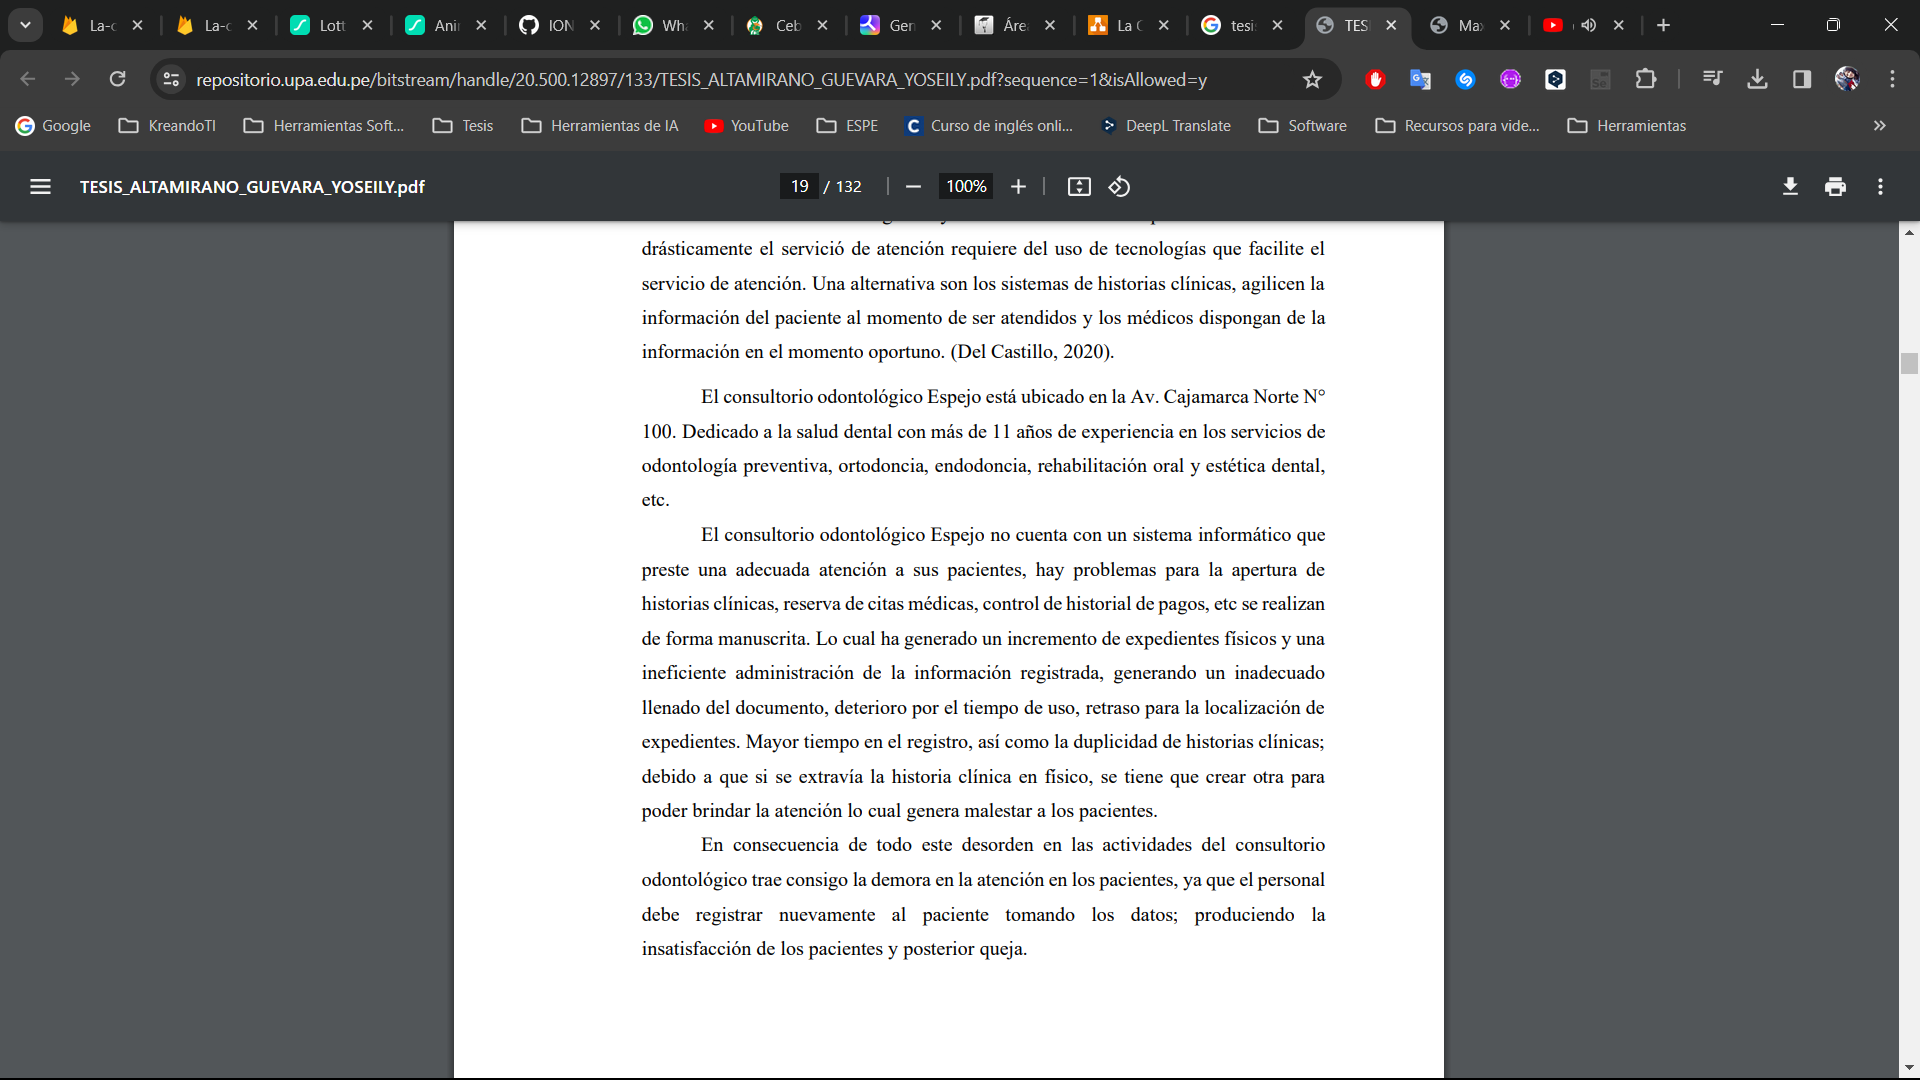 La-c
La-c
Lott
Ani
ION
Wh
Ceb
Gen
Áre
La C
tesi
TES
Ma
repositorio.upa.edu.pe/bitstream/handle/20.500.12897/133/TESIS_ALTAMIRANO_GUEVARA_YOSEILY.pdf?sequence=1&isAllowed=y
Google
KreandoTI
Herramientas Soft...
Tesis
Herramientas de IA
YouTube
ESPE
Curso de inglés onli...
DeepL Translate
Software
Recursos para vide...
Herramientas
TESIS_ALTAMIRANO_GUEVARA_YOSEILY.pdf
19 / 132
100%
drásticamente el servició de atención requiere del uso de tecnologías que facilite el
servicio de atención. Una alternativa son los sistemas de historias clínicas, agilicen la
información del paciente al momento de ser atendidos y los médicos dispongan de la
información en el momento oportuno. (Del Castillo, 2020).
El consultorio odontológico Espejo está ubicado en la Av. Cajamarca Norte N°
100. Dedicado a la salud dental con más de 11 años de experiencia en los servicios de
odontología preventiva, ortodoncia, endodoncia, rehabilitación oral y estética dental,
etc.
El consultorio odontológico Espejo no cuenta con un sistema informático que
preste una adecuada atención a sus pacientes, hay problemas para la apertura de
historias clínicas, reserva de citas médicas, control de historial de pagos, etc se realizan
de forma manuscrita. Lo cual ha generado un incremento de expedientes físicos y una
ineficiente administración de la información registrada, generando un inadecuado
llenado del documento, deterioro por el tiempo de uso, retraso para la localización de
expedientes. Mayor tiempo en el registro, así como la duplicidad de historias clínicas;
debido a que si se extravía la historia clínica en físico, se tiene que crear otra para
poder brindar la atención lo cual genera malestar a los pacientes.
En consecuencia de todo este desorden en las actividades del consultorio
odontológico trae consigo la demora en la atención en los pacientes, ya que el personal
debe registrar nuevamente al paciente tomando los datos; produciendo la
insatisfacción de los pacientes y posterior queja.